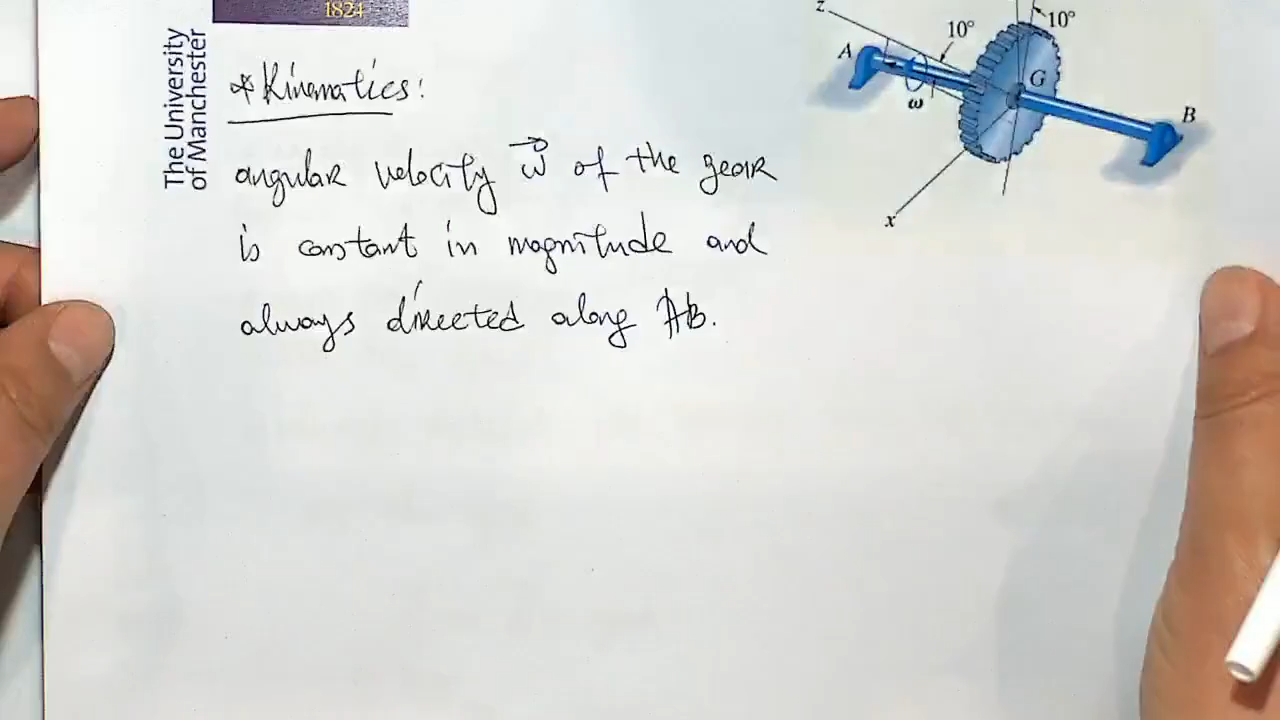 1824
The University
of Manchester
* Kinematics:
angular velocity ω⃗ of the gear
is constant in magnitude and
always directed along AB.
z
10°
10°
A
G
ω
B
x